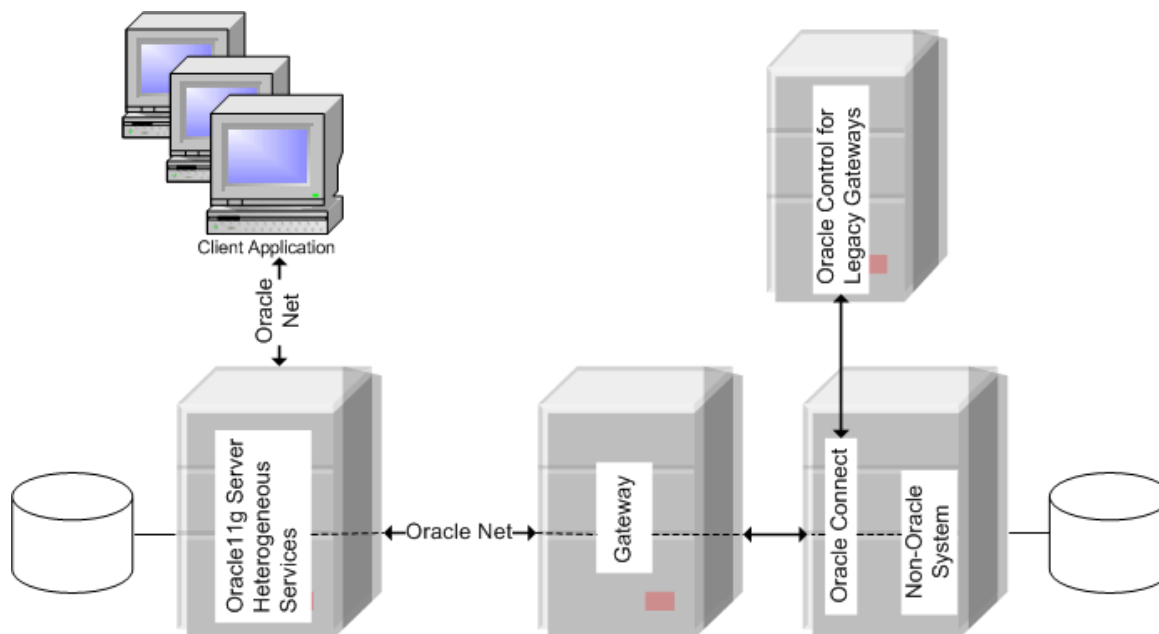 Client Application
Oracle
Net
Oracle Control for
Legacy Gateways
Oracle11g Server
Heterogeneous
Services
Oracle Net
Gateway
Oracle Connect
Non-Oracle
System